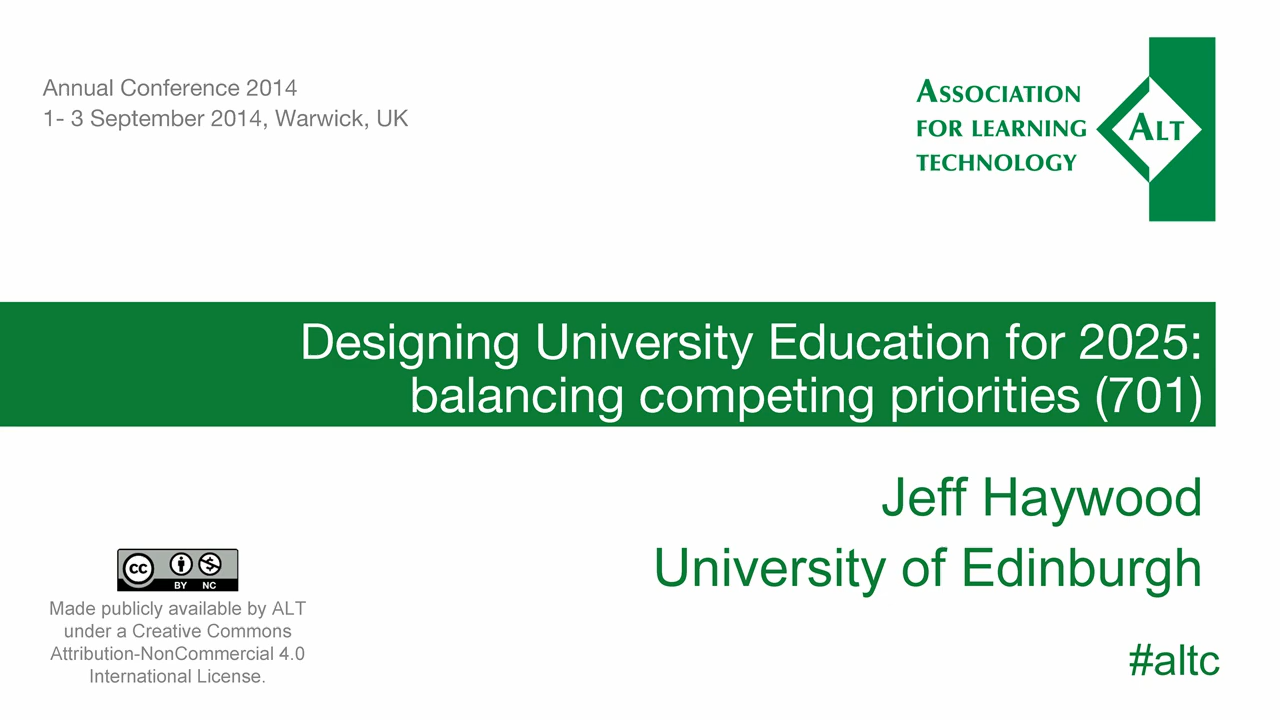 Annual Conference 2014
1- 3 September 2014, Warwick, UK
ASSOCIATION
FOR LEARNING
TECHNOLOGY
ALT
Designing University Education for 2025:
balancing competing priorities (701)
Jeff Haywood
University of Edinburgh
cc
BY NC
Made publicly available by ALT
under a Creative Commons
Attribution-NonCommercial 4.0
International License.
#altc